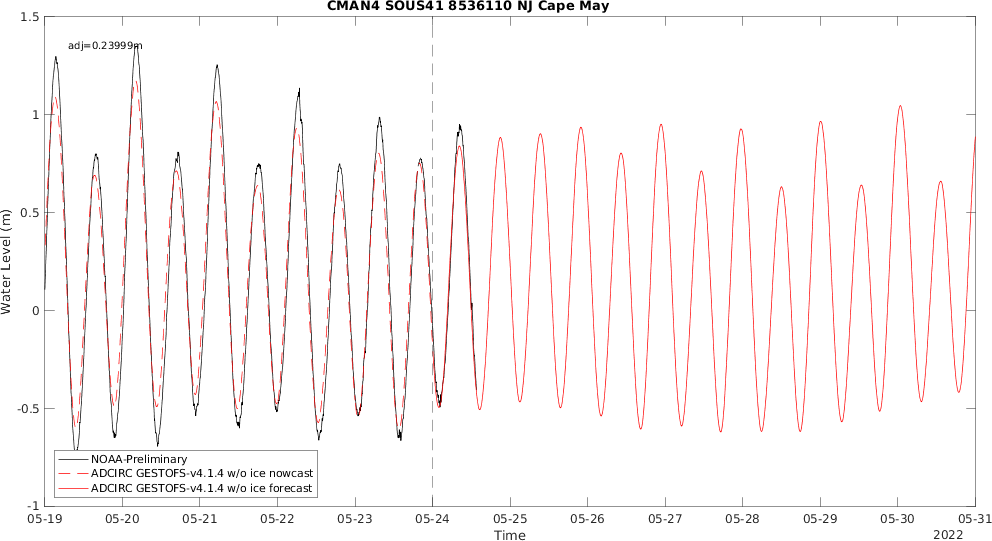 CMAN4 SOUS41 8536110 NJ Cape May
adj=0.23999m
1.5
1
0.5
0
-0.5
-1
Water Level (m)
NOAA-Preliminary
ADCIRC GESTOFS-v4.1.4 w/o ice nowcast
ADCIRC GESTOFS-v4.1.4 w/o ice forecast
05-19 05-20 05-21 05-22 05-23 05-24 05-25 05-26 05-27 05-28 05-29 05-30 05-31
Time
2022